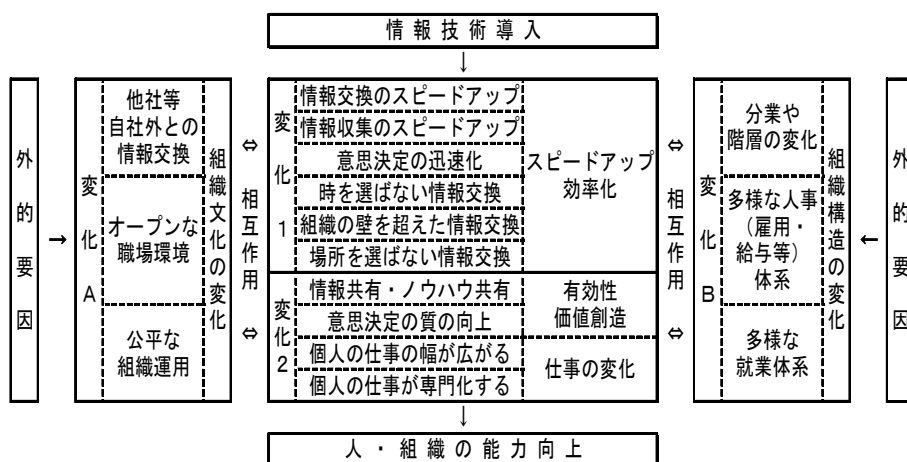 情報技術導入
↓
外的要因
→
変化A
他社等
自社外との
情報交換
オープンな
職場環境
公平な
組織運用
組織文化の変化
⇔
相互作用
⇔
変化1
情報交換のスピードアップ
情報収集のスピードアップ
意思決定の迅速化
時を選ばない情報交換
組織の壁を超えた情報交換
場所を選ばない情報交換
スピードアップ
効率化
変化2
情報共有・ノウハウ共有
意思決定の質の向上
個人の仕事の幅が広がる
個人の仕事が専門化する
有効性
価値創造
仕事の変化
⇔
相互作用
⇔
変化B
分業や
階層の変化
多様な人事
(雇用・
給与等)
体系
多様な
就業体系
組織構造の変化
←
外的要因
↓
人・組織の能力向上